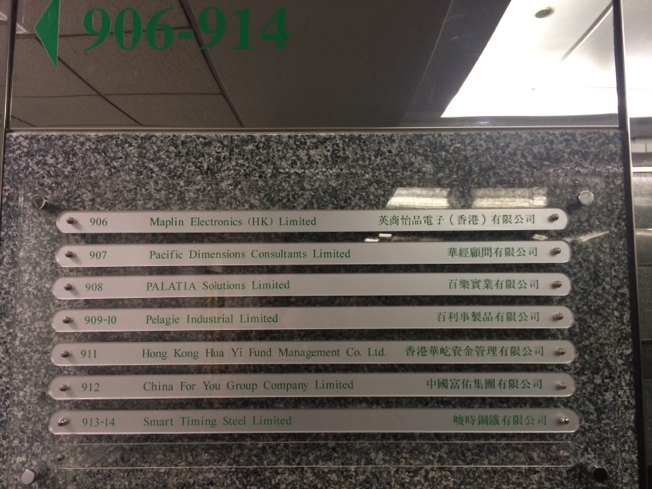 906-914
906 Maplin Electronics (HK) Limited 英商怡品電子(香港)有限公司
907 Pacific Dimensions Consultants Limited 華經顧問有限公司
908 PALATIA Solutions Limited 百樂實業有限公司
909-10 Pelagie Industrial Limited 百利事製品有限公司
911 Hong Kong Hua Yi Fund Management Co. Ltd. 香港華屹資金管理有限公司
912 China For You Group Company Limited 中國富佑集團有限公司
913-14 Smart Timing Steel Limited 駿時鋼鐵有限公司